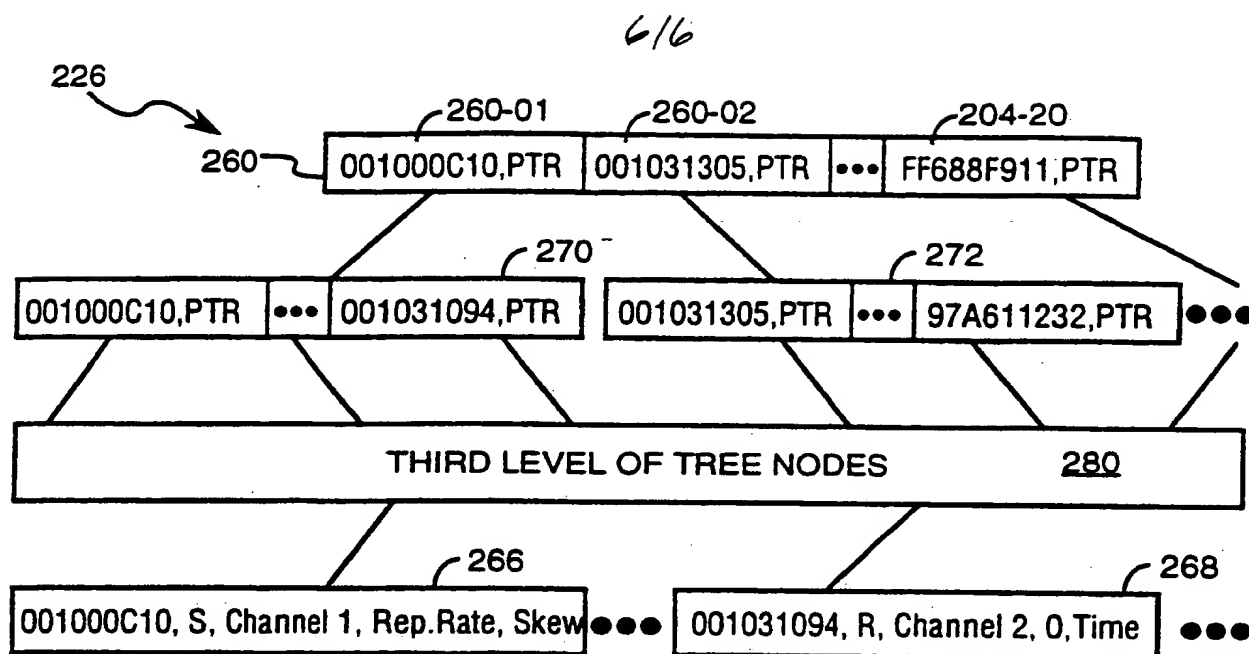 6/6
226
260-01 260-02 204-20
260 001000C10,PTR 001031305,PTR ••• FF688F911,PTR
270 272
001000C10,PTR ••• 001031094,PTR 001031305,PTR ••• 97A611232,PTR •••
THIRD LEVEL OF TREE NODES 280
266 268
001000C10, S, Channel 1, Rep.Rate, Skew ••• 001031094, R, Channel 2, 0,Time •••